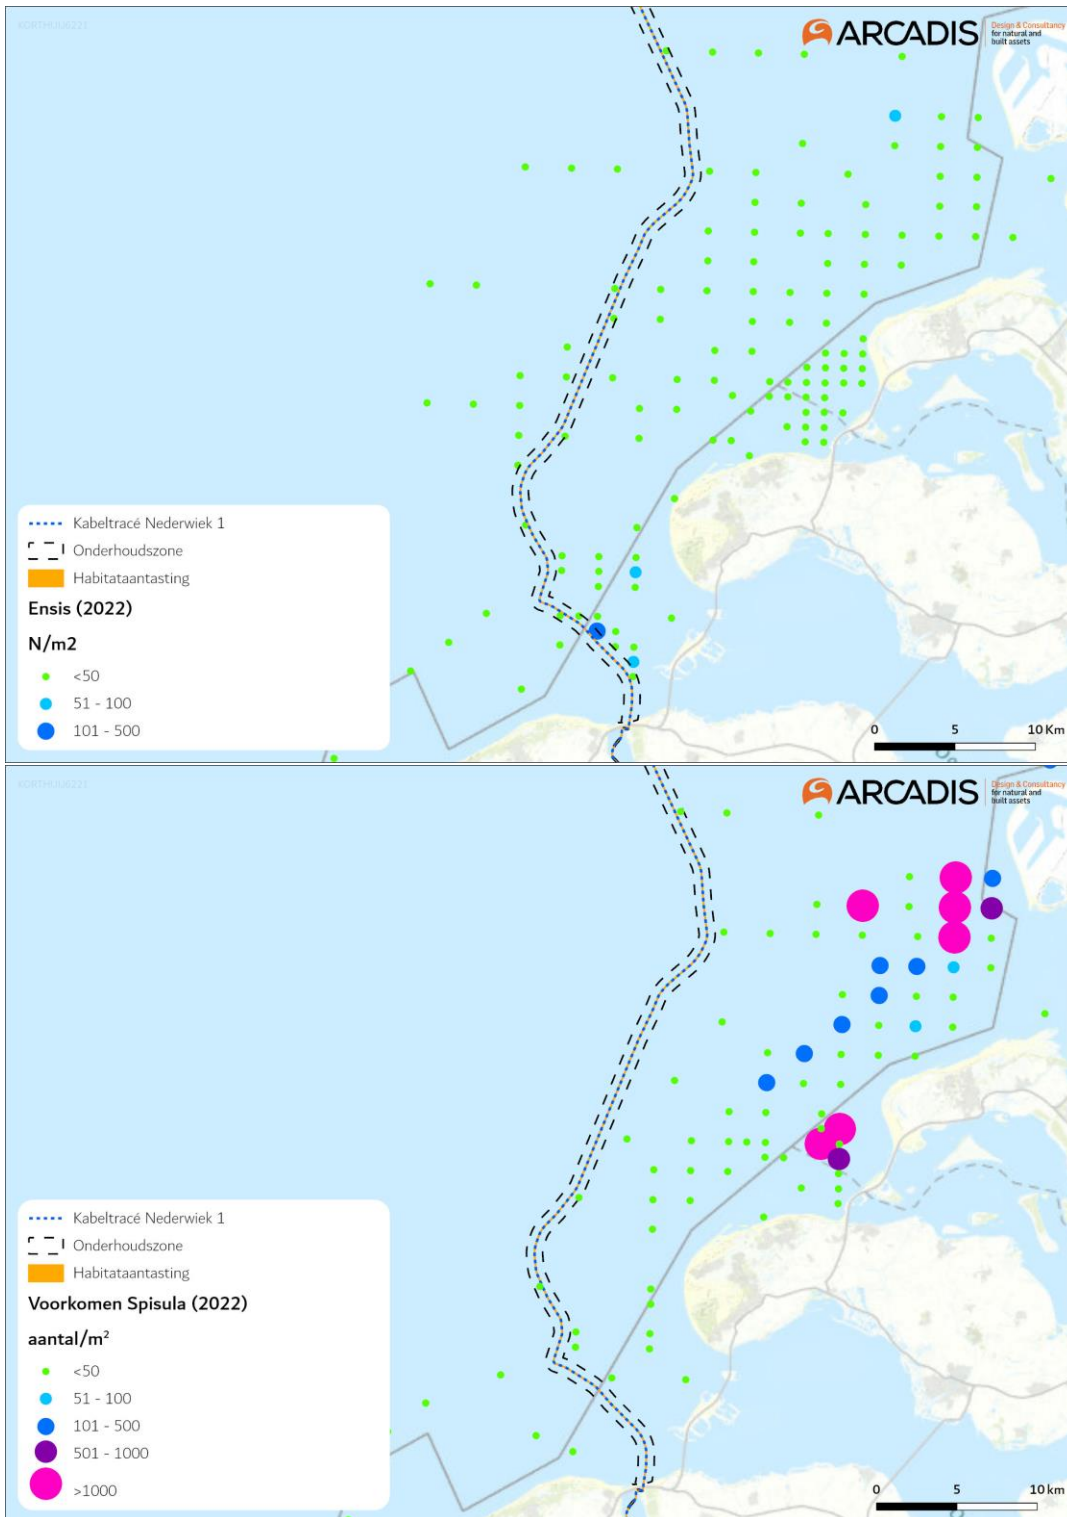 KORTHIJU6221
ARCADIS
Design & Consultancy
for natural and
built assets
Kabeltracé Nederwiek 1
Onderhoudszone
Habitataantasting
Ensis (2022)
N/m2
<50
51 - 100
101 - 500
0 5 10 Km
KORTHIJU6221
ARCADIS
Design & Consultancy
for natural and
built assets
Kabeltracé Nederwiek 1
Onderhoudszone
Habitataantasting
Voorkomen Spisula (2022)
aantal/m²
<50
51 - 100
101 - 500
501 - 1000
>1000
0 5 10 km